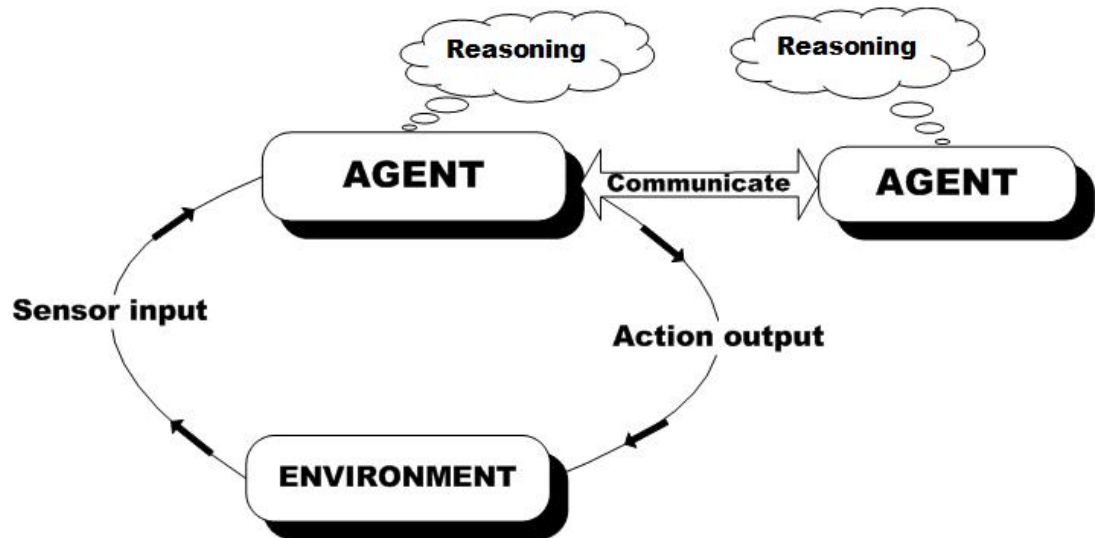 Reasoning
Reasoning
AGENT
Communicate
AGENT
Sensor input
Action output
ENVIRONMENT